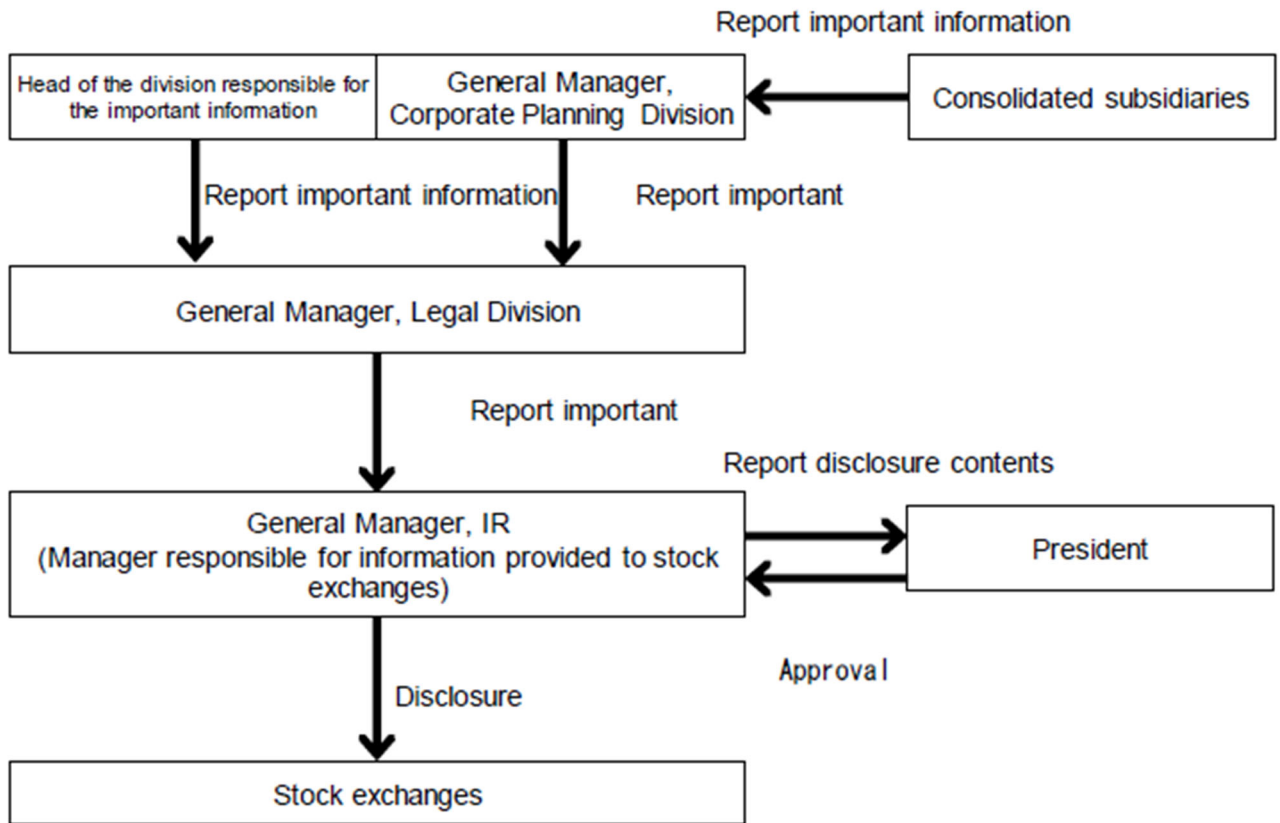 Report important information
Head of the division responsible for
the important information
General Manager,
Corporate Planning Division
Consolidated subsidiaries
Report important information
Report important
General Manager, Legal Division
Report important
Report disclosure contents
General Manager, IR
(Manager responsible for information provided to stock
exchanges)
President
Approval
Disclosure
Stock exchanges